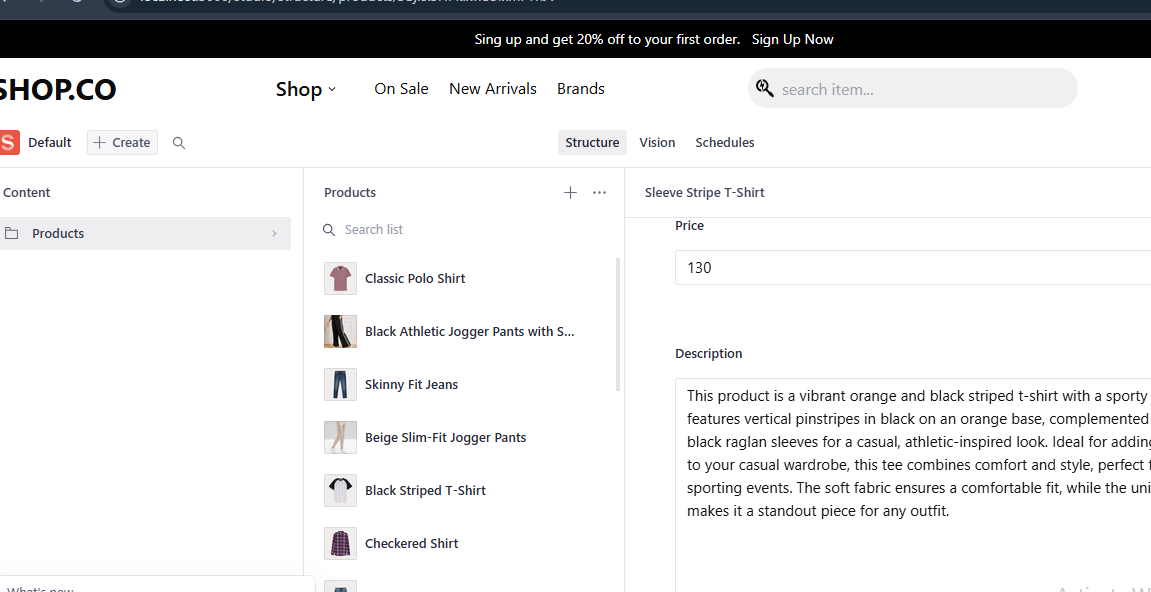 Sing up and get 20% off to your first order. Sign Up Now
SHOP.CO
Shop
On Sale
New Arrivals
Brands
search item...
S
Default
Create
Structure
Vision
Schedules
Content
Products
Products
Search list
Classic Polo Shirt
Black Athletic Jogger Pants with S...
Skinny Fit Jeans
Beige Slim-Fit Jogger Pants
Black Striped T-Shirt
Checkered Shirt
Sleeve Stripe T-Shirt
Price
130
Description
This product is a vibrant orange and black striped t-shirt with a sporty
features vertical pinstripes in black on an orange base, complemented
black raglan sleeves for a casual, athletic-inspired look. Ideal for adding
to your casual wardrobe, this tee combines comfort and style, perfect
sporting events. The soft fabric ensures a comfortable fit, while the uni
makes it a standout piece for any outfit.
What's new